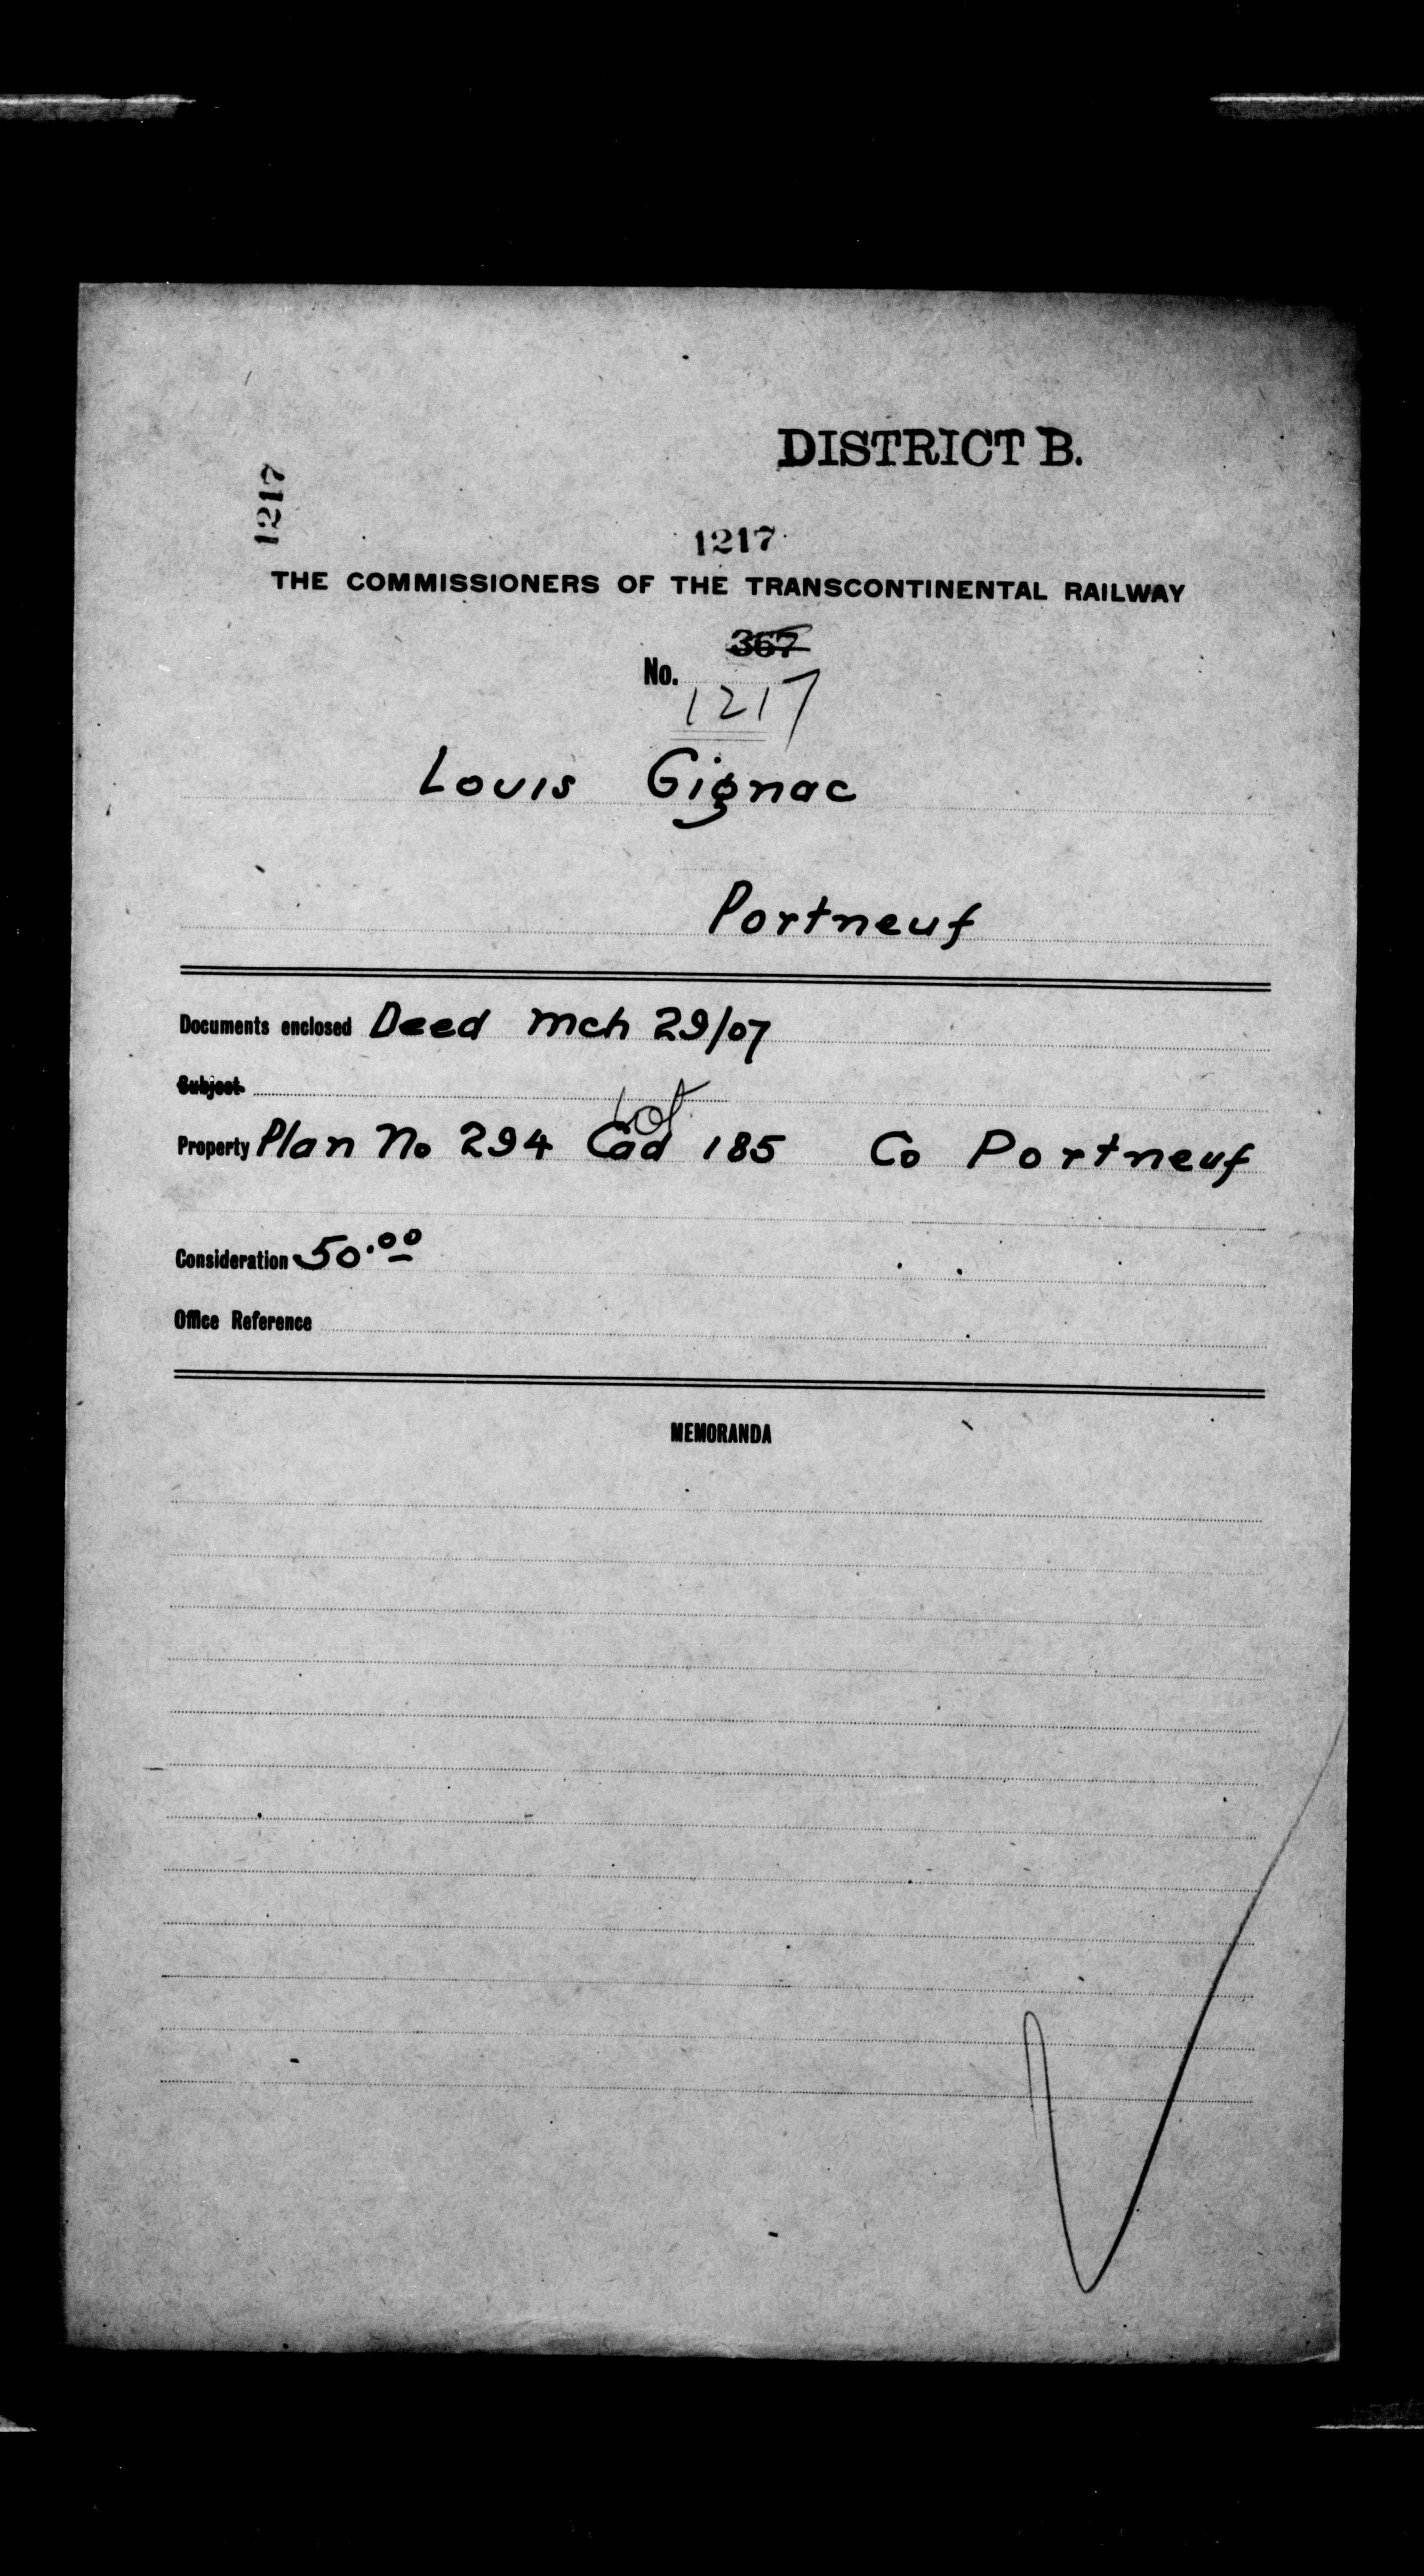 DISTRICT B.
1217
1217
THE COMMISSIONERS OF THE TRANSCONTINENTAL RAILWAY
367
No. 1217
Louis Gignac
Portneuf
Documents enclosed Deed Mch 29/07
Subject
Lot
Property Plan No 294 Cad 185 Co Portneuf
Consideration 50.00
Office Reference
MEMORANDA